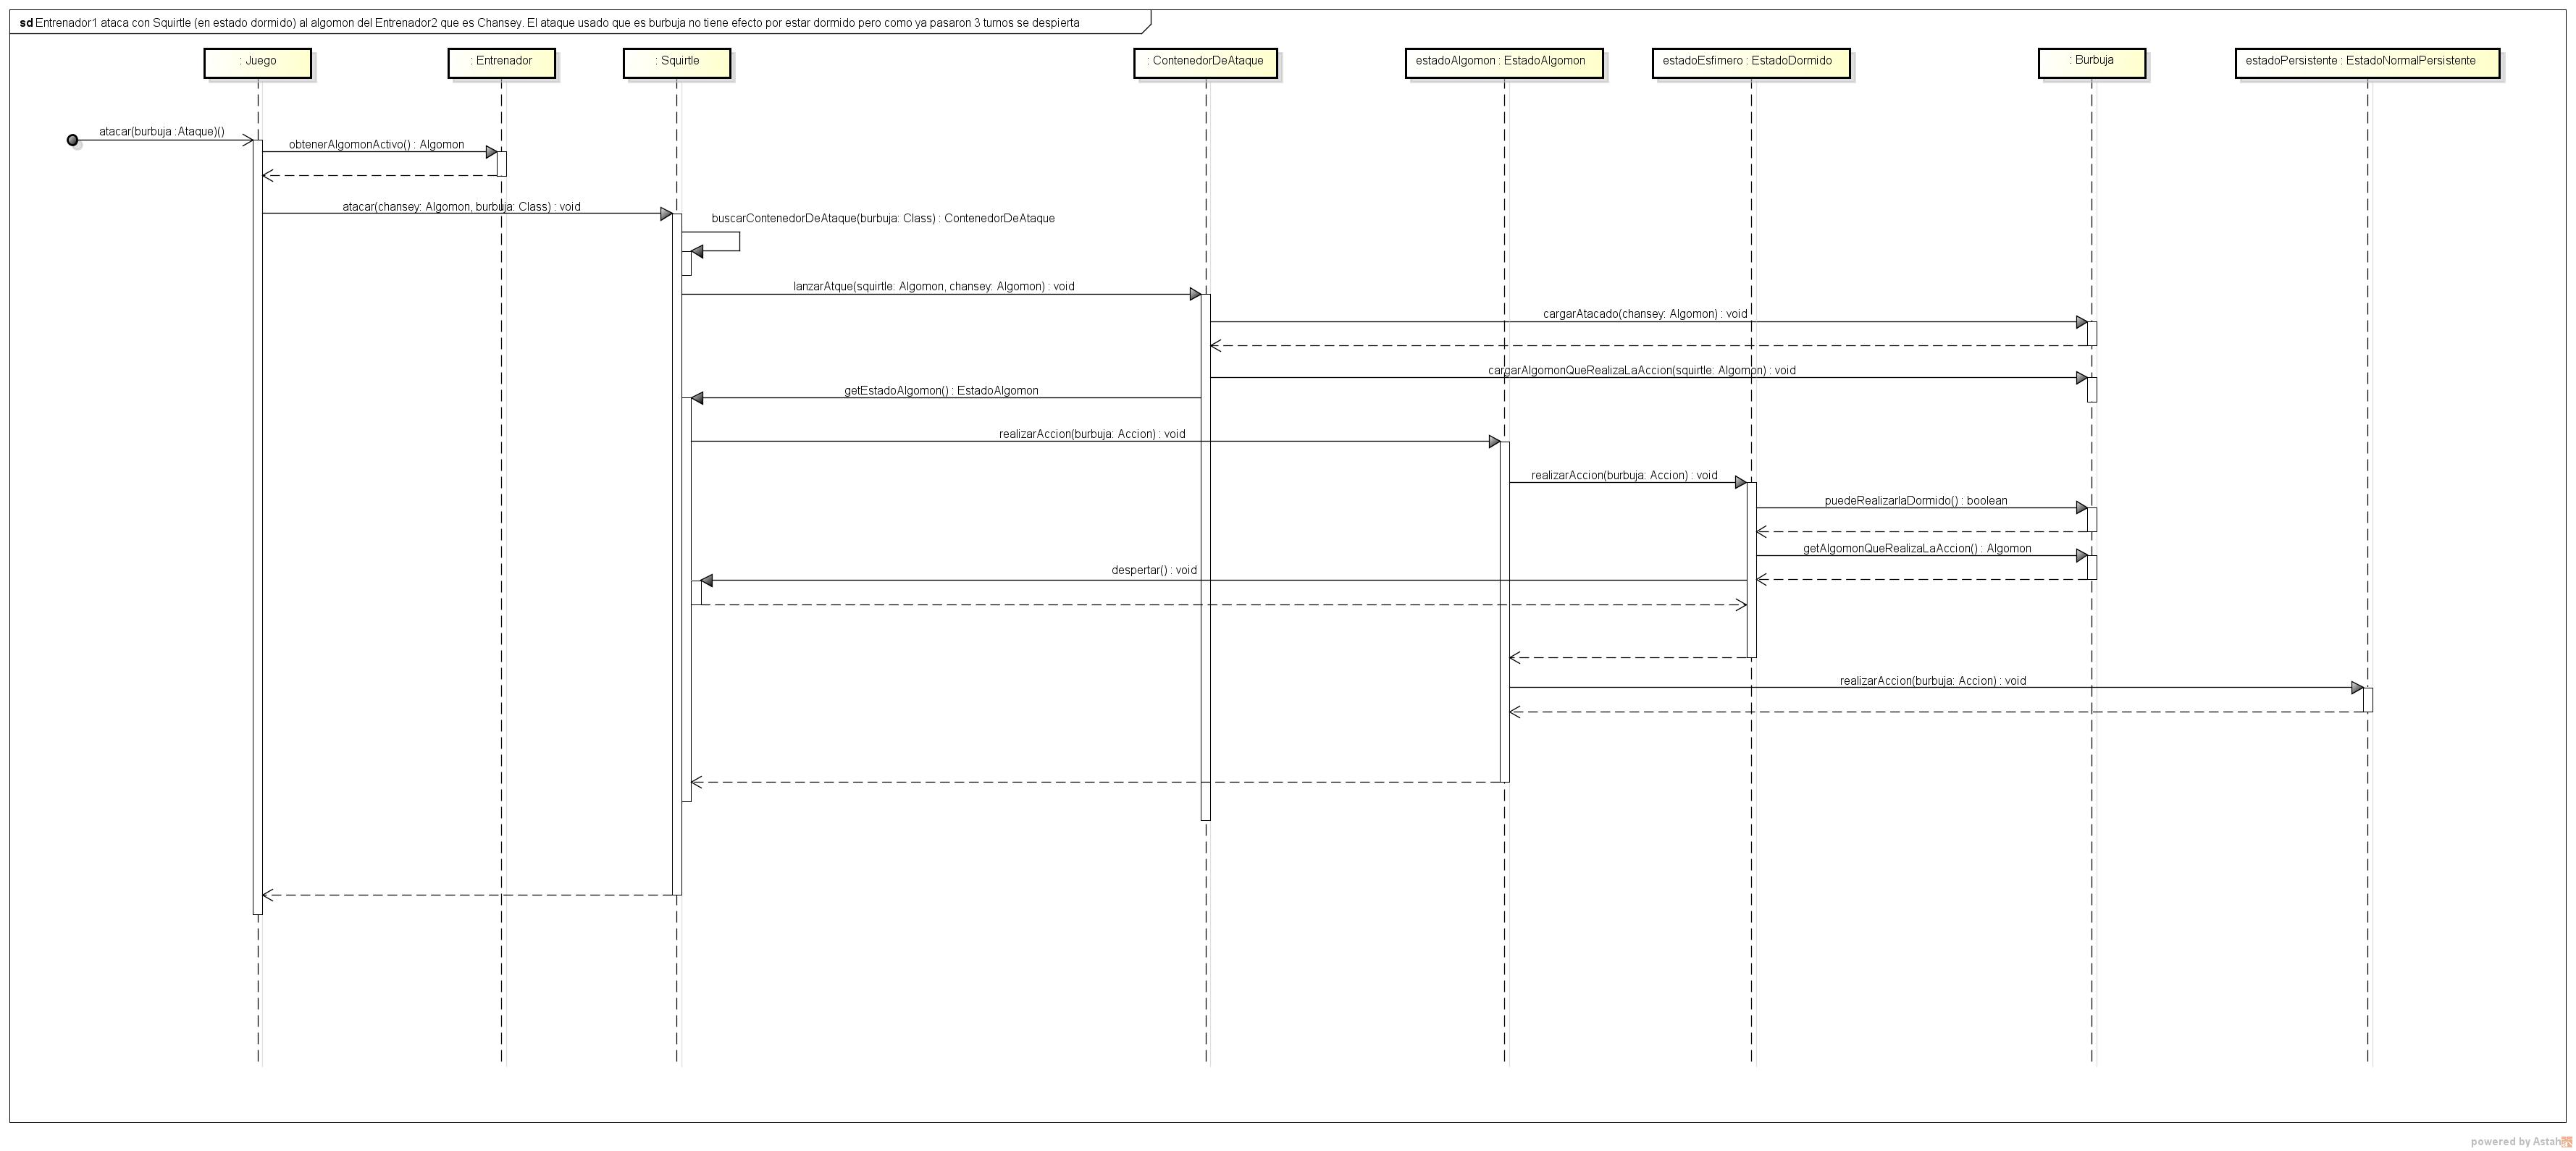 sd Entrenador1 ataca con Squirtle (en estado dormido) al algomon del Entrenador2 que es Chansey. El ataque usado que es burbuja no tiene efecto por estar dormido pero como ya pasaron 3 turnos se despierta
: Juego
: Entrenador
: Squirtle
: ContenedorDeAtaque
estadoAlgomon : EstadoAlgomon
estadoEsfimero : EstadoDormido
: Burbuja
estadoPersistente : EstadoNormalPersistente
atacar(burbuja :Ataque)()
obtenerAlgomonActivo() : Algomon
atacar(chansey: Algomon, burbuja: Class) : void
buscarContenedorDeAtaque(burbuja: Class) : ContenedorDeAtaque
lanzarAtque(squirtle: Algomon, chansey: Algomon) : void
cargarAtacado(chansey: Algomon) : void
cargarAlgomonQueRealizaLaAccion(squirtle: Algomon) : void
getEstadoAlgomon() : EstadoAlgomon
realizarAccion(burbuja: Accion) : void
realizarAccion(burbuja: Accion) : void
puedeRealizarlaDormido() : boolean
getAlgomonQueRealizaLaAccion() : Algomon
despertar() : void
realizarAccion(burbuja: Accion) : void
powered by Astah